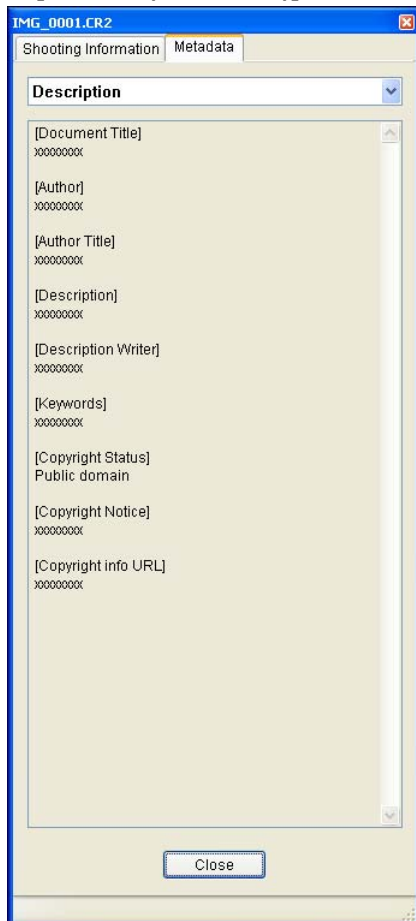 IMG_0001.CR2
Shooting Information Metadata
Description
[Document Title]
xxxxxxxx
[Author]
xxxxxxxx
[Author Title]
xxxxxxxx
[Description]
xxxxxxxx
[Description Writer]
xxxxxxxx
[Keywords]
xxxxxxxx
[Copyright Status]
Public domain
[Copyright Notice]
xxxxxxxx
[Copyright info URL]
xxxxxxxx
Close